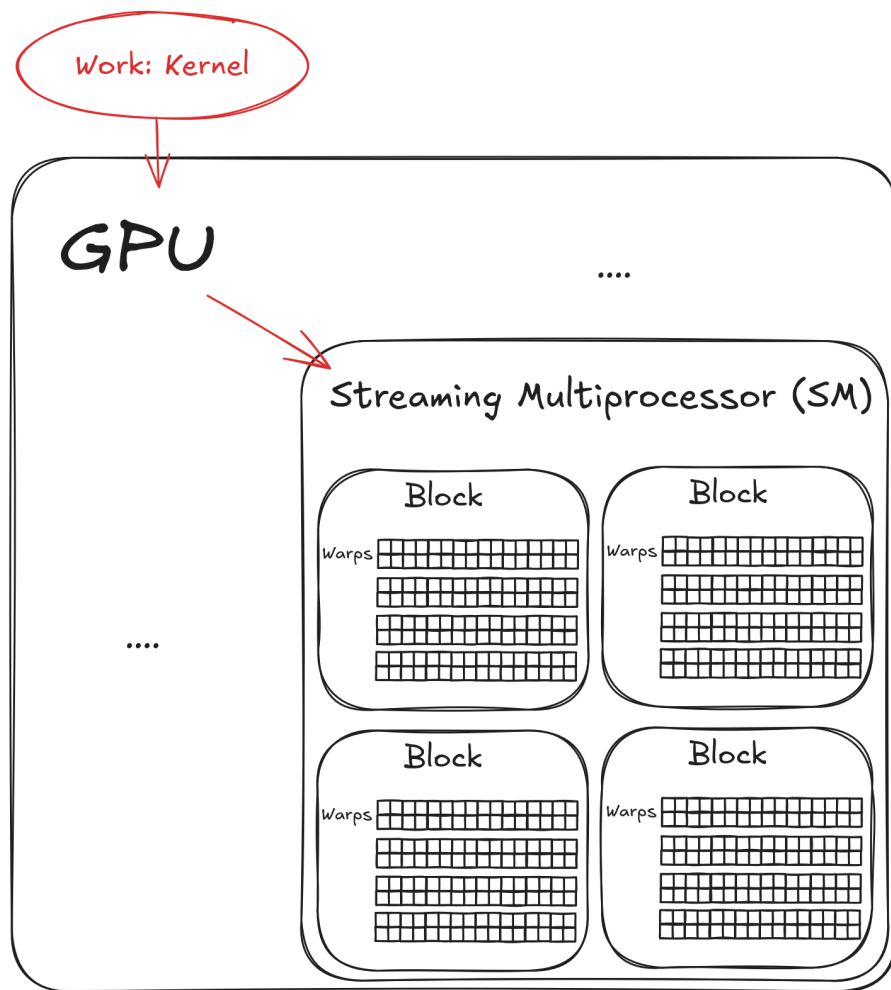 Work: Kernel
GPU
....
Streaming Multiprocessor (SM)
Block
Block
Warps
Warps
....
Block
Block
Warps
Warps